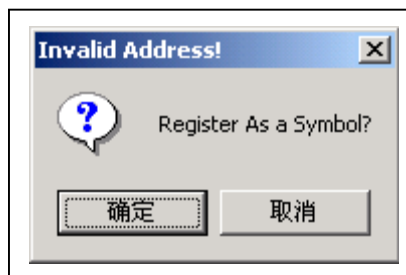 Invalid Address!
Register As a Symbol?
确定
取消